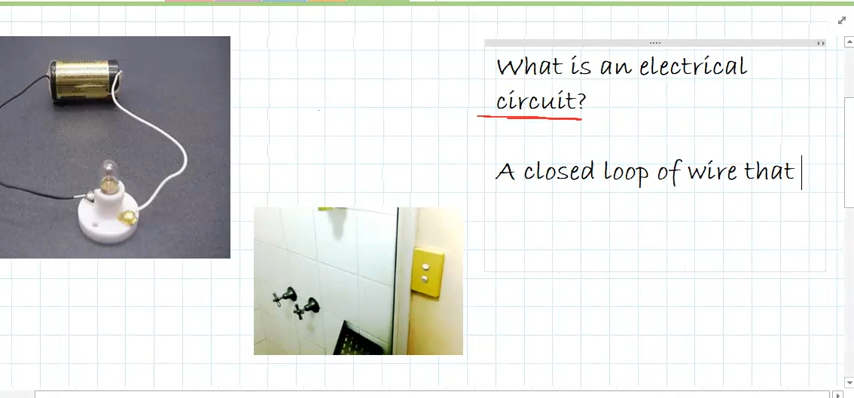 What is an electrical
circuit?
A closed loop of wire that